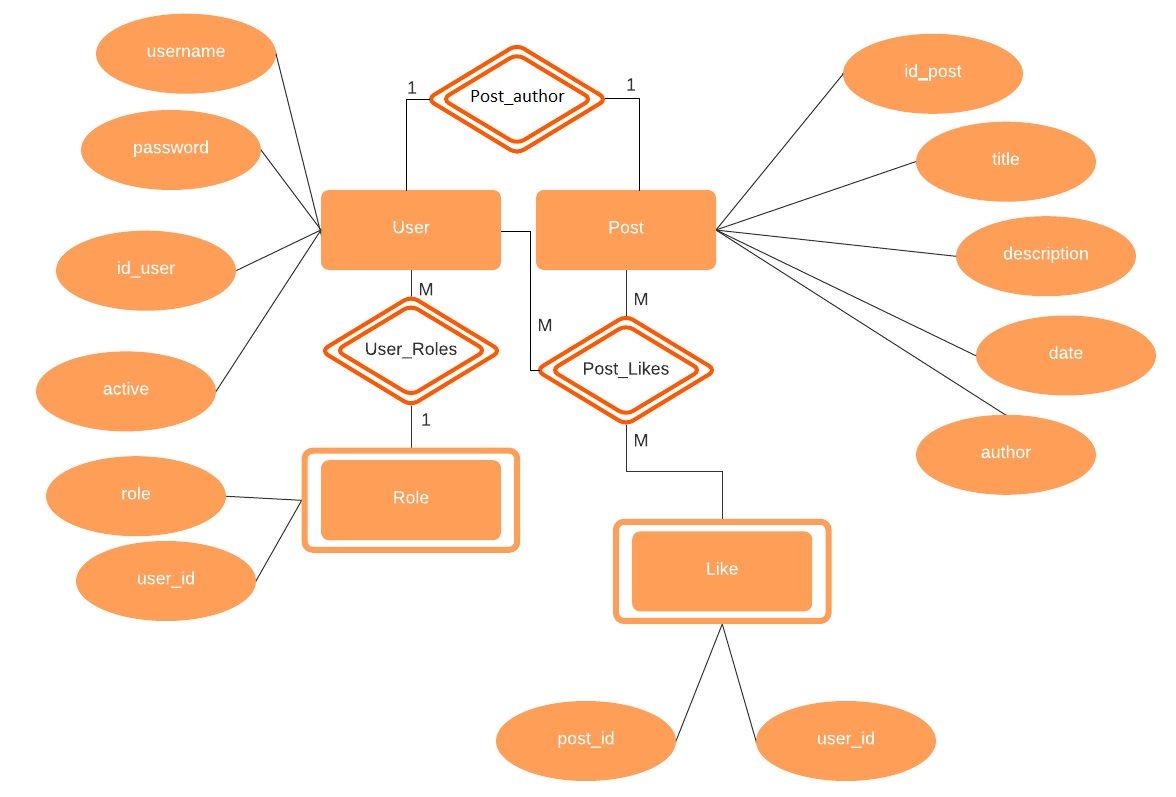 username
Post_author
id_post
1
1
password
title
User
Post
description
id_user
M
M
M
User_Roles
Post_Likes
date
active
1
M
author
role
Role
user_id
Like
post_id
user_id